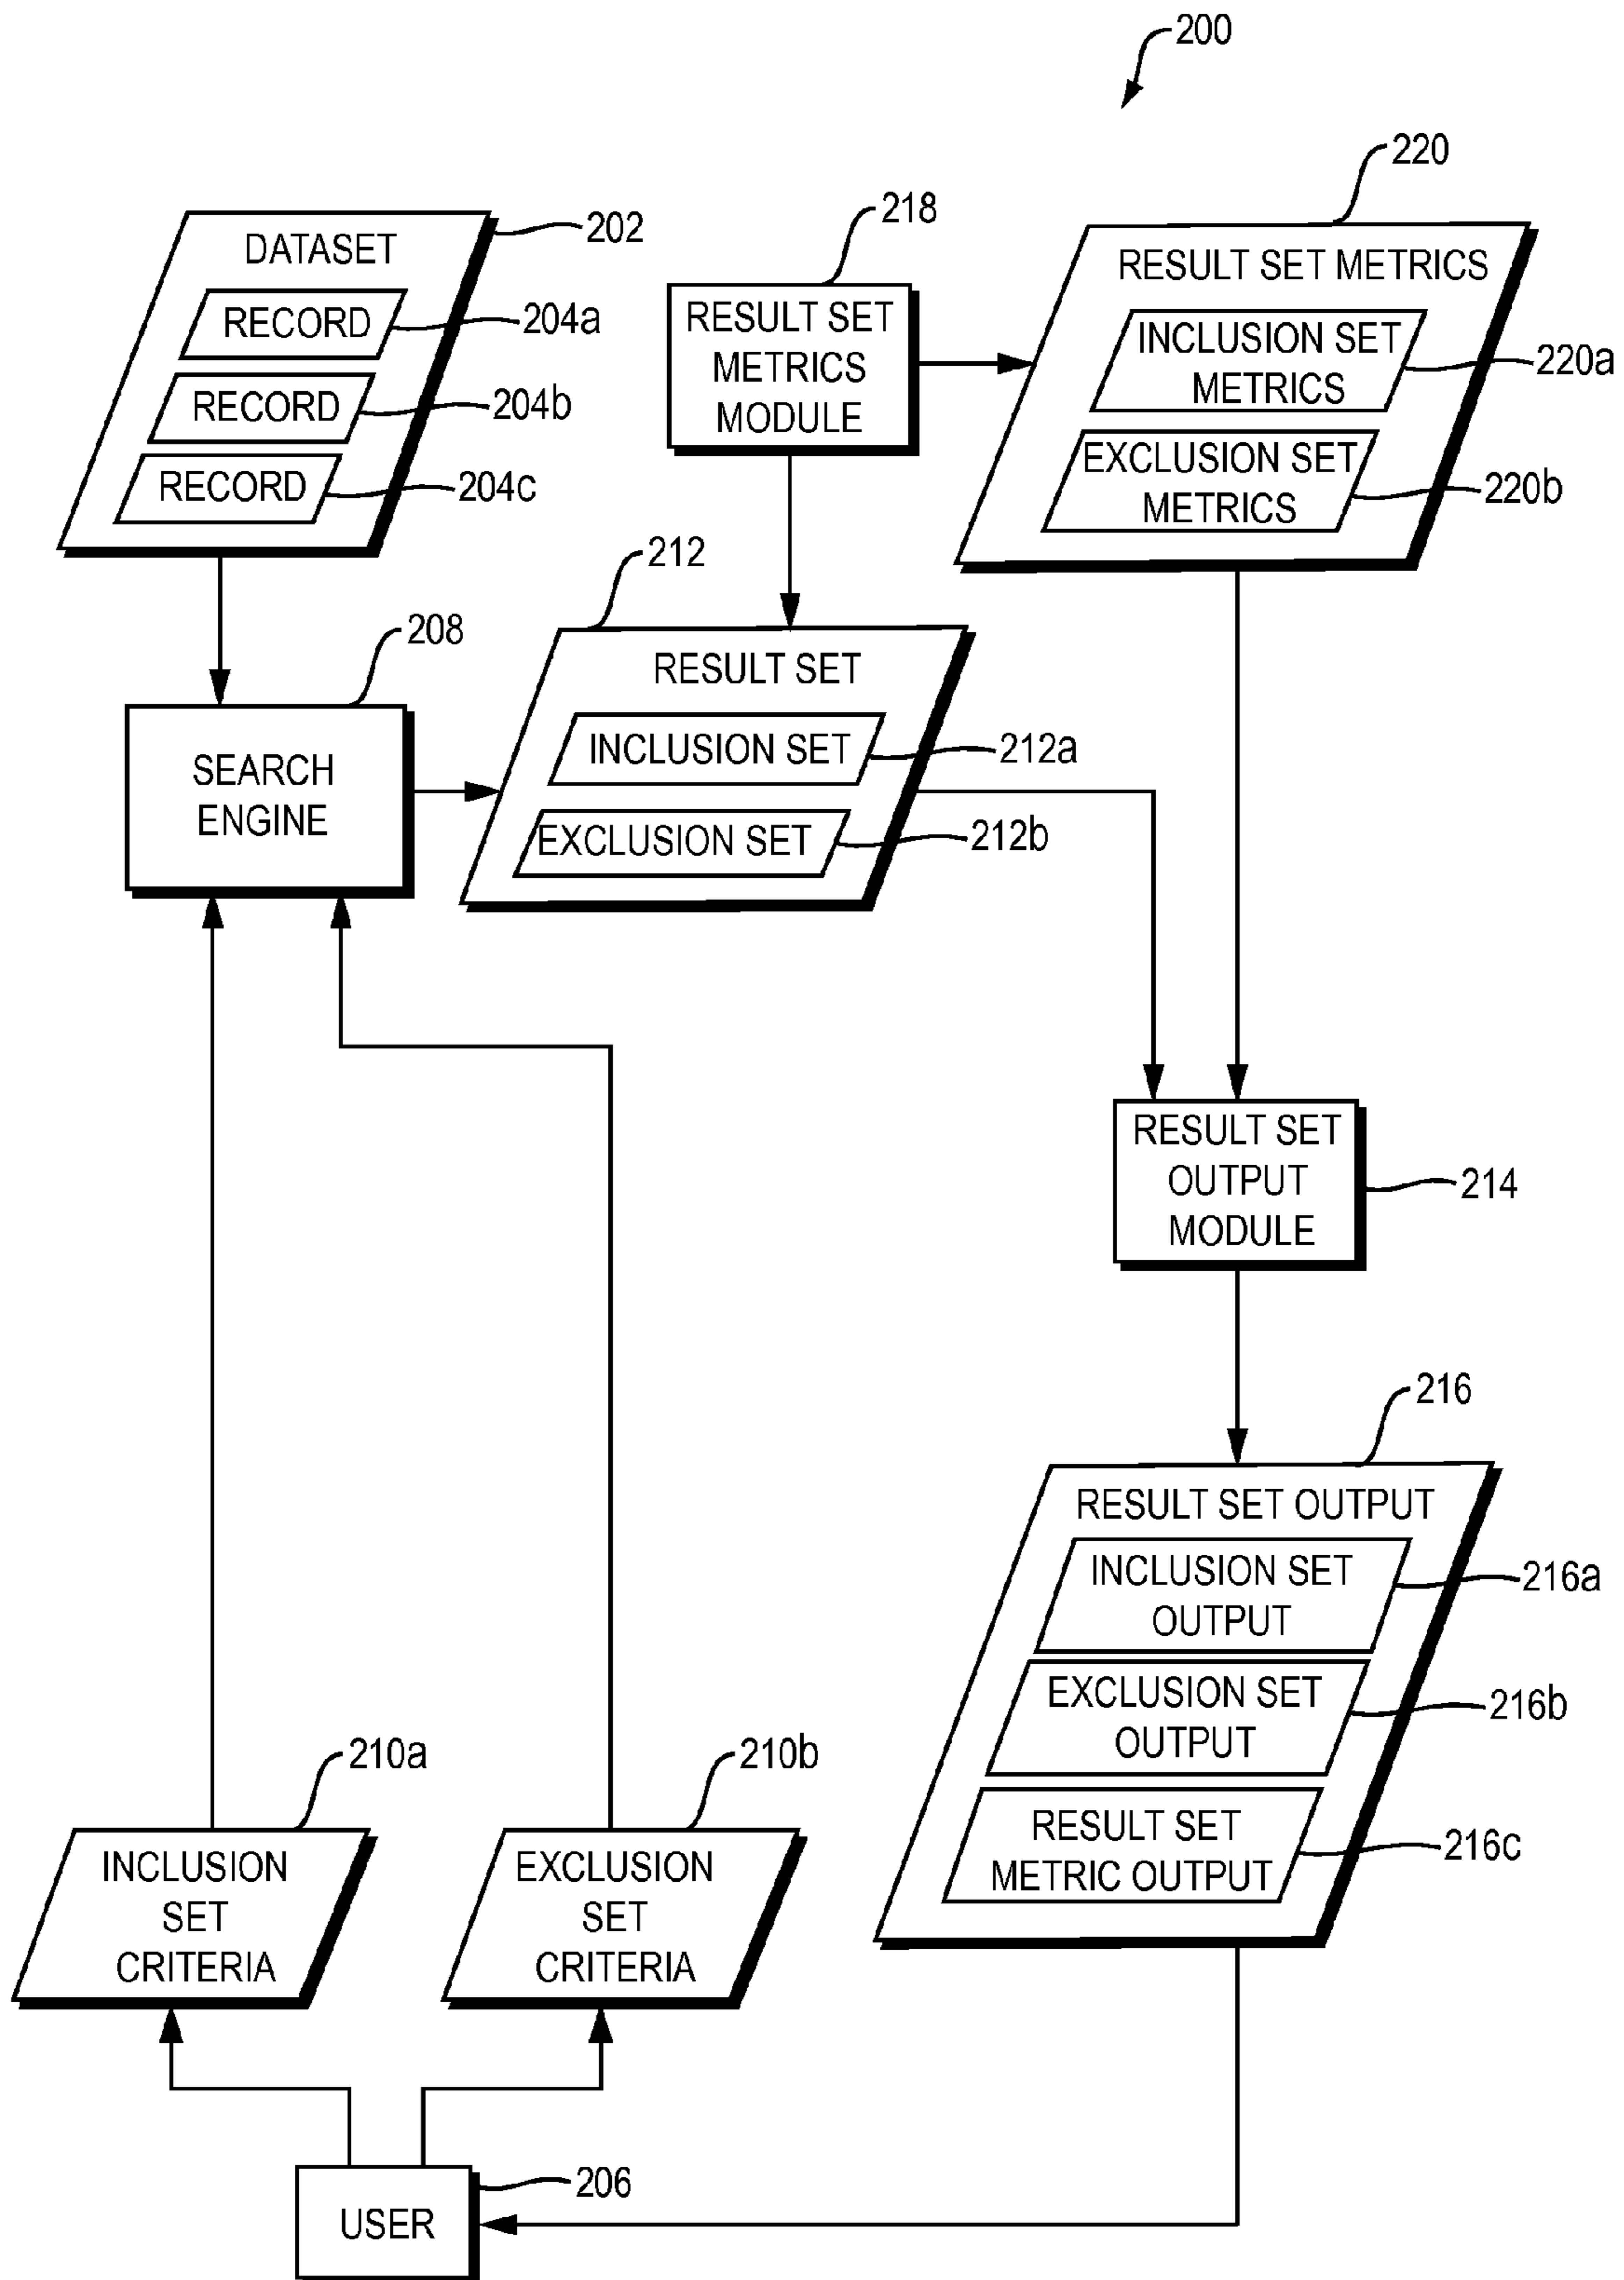 200
220
218
202
DATASET
RECORD
204a
RECORD
204b
RECORD
204c
RESULT SET
METRICS
MODULE
RESULT SET METRICS
INCLUSION SET
METRICS
220a
EXCLUSION SET
METRICS
220b
212
208
RESULT SET
INCLUSION SET
212a
EXCLUSION SET
212b
SEARCH
ENGINE
RESULT SET
OUTPUT
MODULE
214
216
RESULT SET OUTPUT
INCLUSION SET
OUTPUT
216a
EXCLUSION SET
OUTPUT
216b
RESULT SET
METRIC OUTPUT
216c
210a
INCLUSION
SET
CRITERIA
210b
EXCLUSION
SET
CRITERIA
206
USER